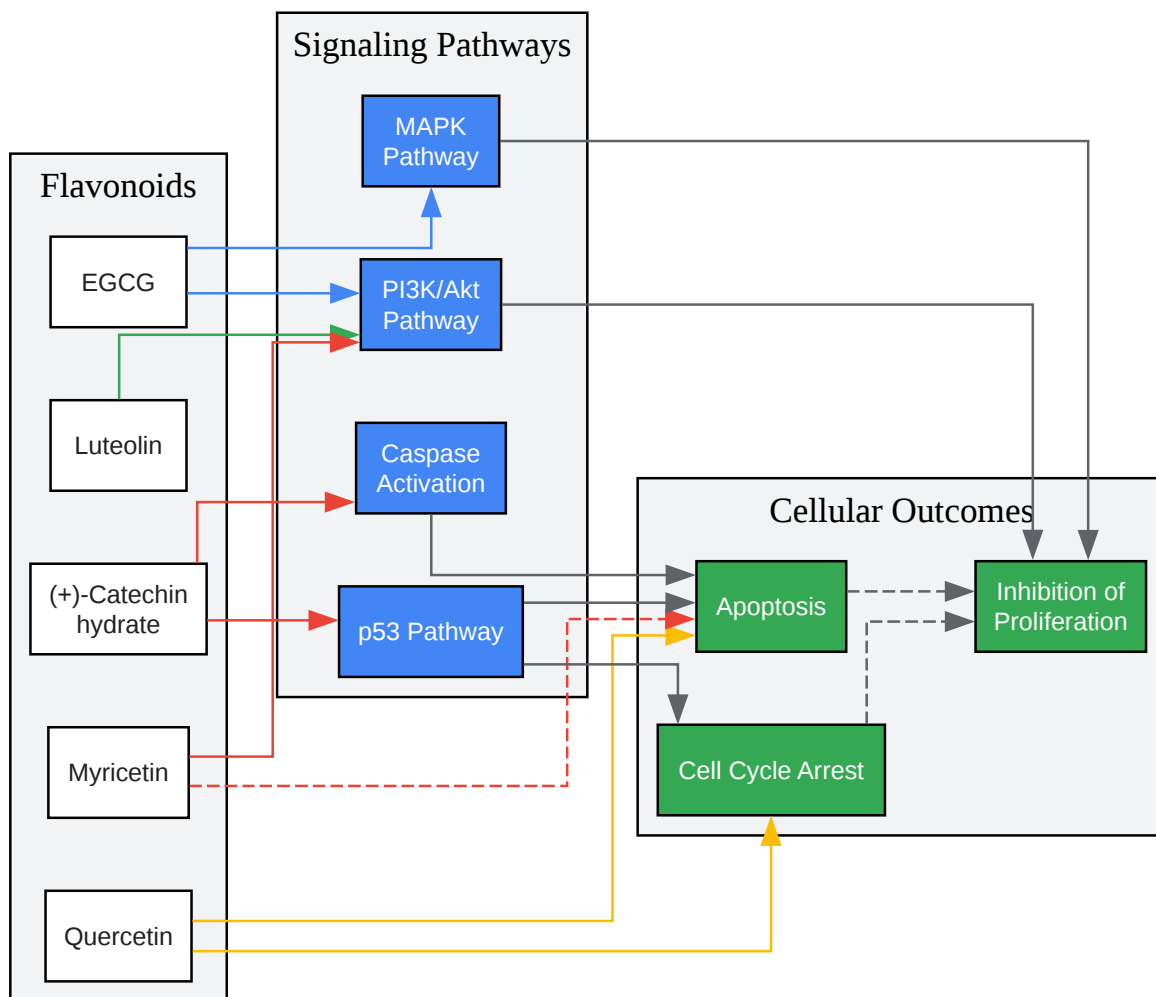 Signaling Pathways
MAPK
Pathway
PI3K/Akt
Pathway
Caspase
Activation
p53 Pathway
Flavonoids
EGCG
Luteolin
(+)-Catechin
hydrate
Myricetin
Quercetin
Cellular Outcomes
Apoptosis
Inhibition of
Proliferation
Cell Cycle Arrest